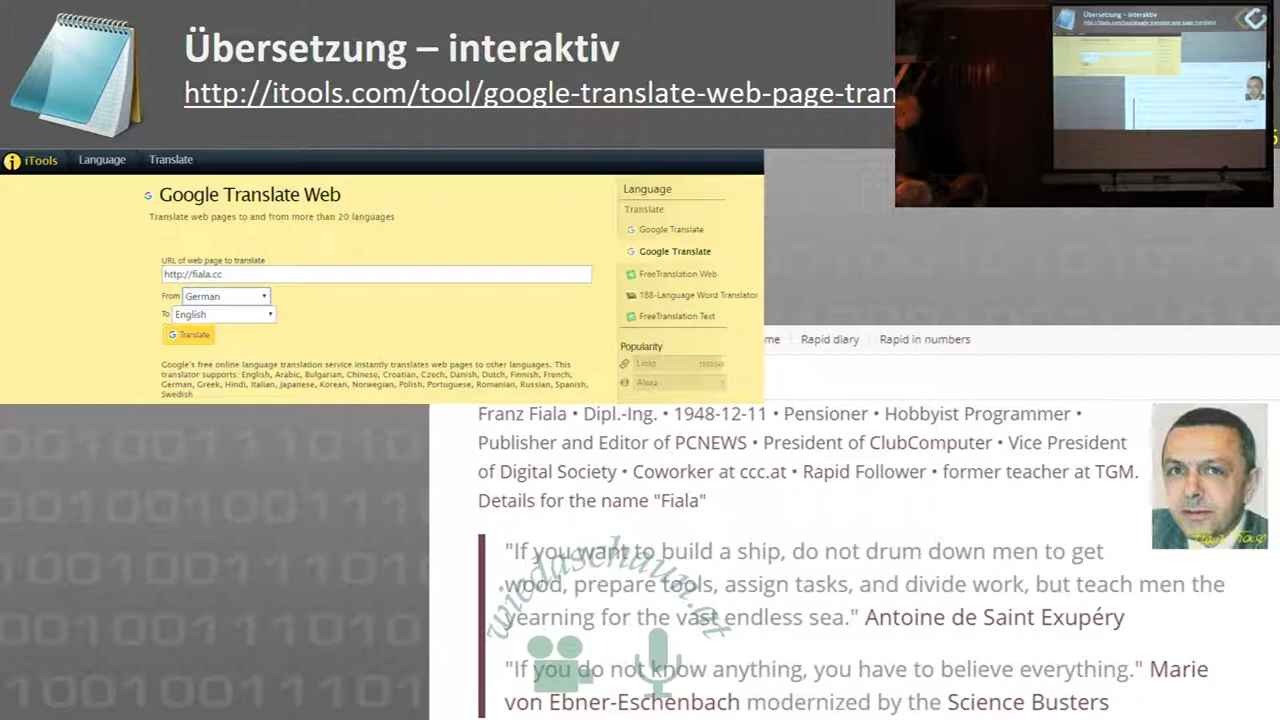 Übersetzung – interaktiv
http://itools.com/tool/google-translate-web-page-tran
iTools Language Translate
Google Translate Web
Translate web pages to and from more than 20 languages
URL of web page to translate
http://fiala.cc
From German
To English
Translate
Google's free online language translation service instantly translates web pages to other languages. This
translator supports: English, Arabic, Bulgarian, Chinese, Croatian, Czech, Danish, Dutch, Finnish, French,
German, Greek, Hindi, Italian, Japanese, Korean, Norwegian, Polish, Portuguese, Romanian, Russian, Spanish,
Swedish
Language
Translate
Google Translate
Google Translate
FreeTranslation Web
188-Language Word Translator
FreeTranslation Text
Popularity
Links
Alexa
Übersetzung – interaktiv
me Rapid diary Rapid in numbers
Franz Fiala • Dipl.-Ing. • 1948-12-11 • Pensioner • Hobbyist Programmer •
Publisher and Editor of PCNEWS • President of ClubComputer • Vice President
of Digital Society • Coworker at ccc.at • Rapid Follower • former teacher at TGM.
Details for the name "Fiala"
"If you want to build a ship, do not drum down men to get
wood, prepare tools, assign tasks, and divide work, but teach men the
yearning for the vast endless sea." Antoine de Saint Exupéry
"If you do not know anything, you have to believe everything." Marie
von Ebner-Eschenbach modernized by the Science Busters
wiedaschaun.at